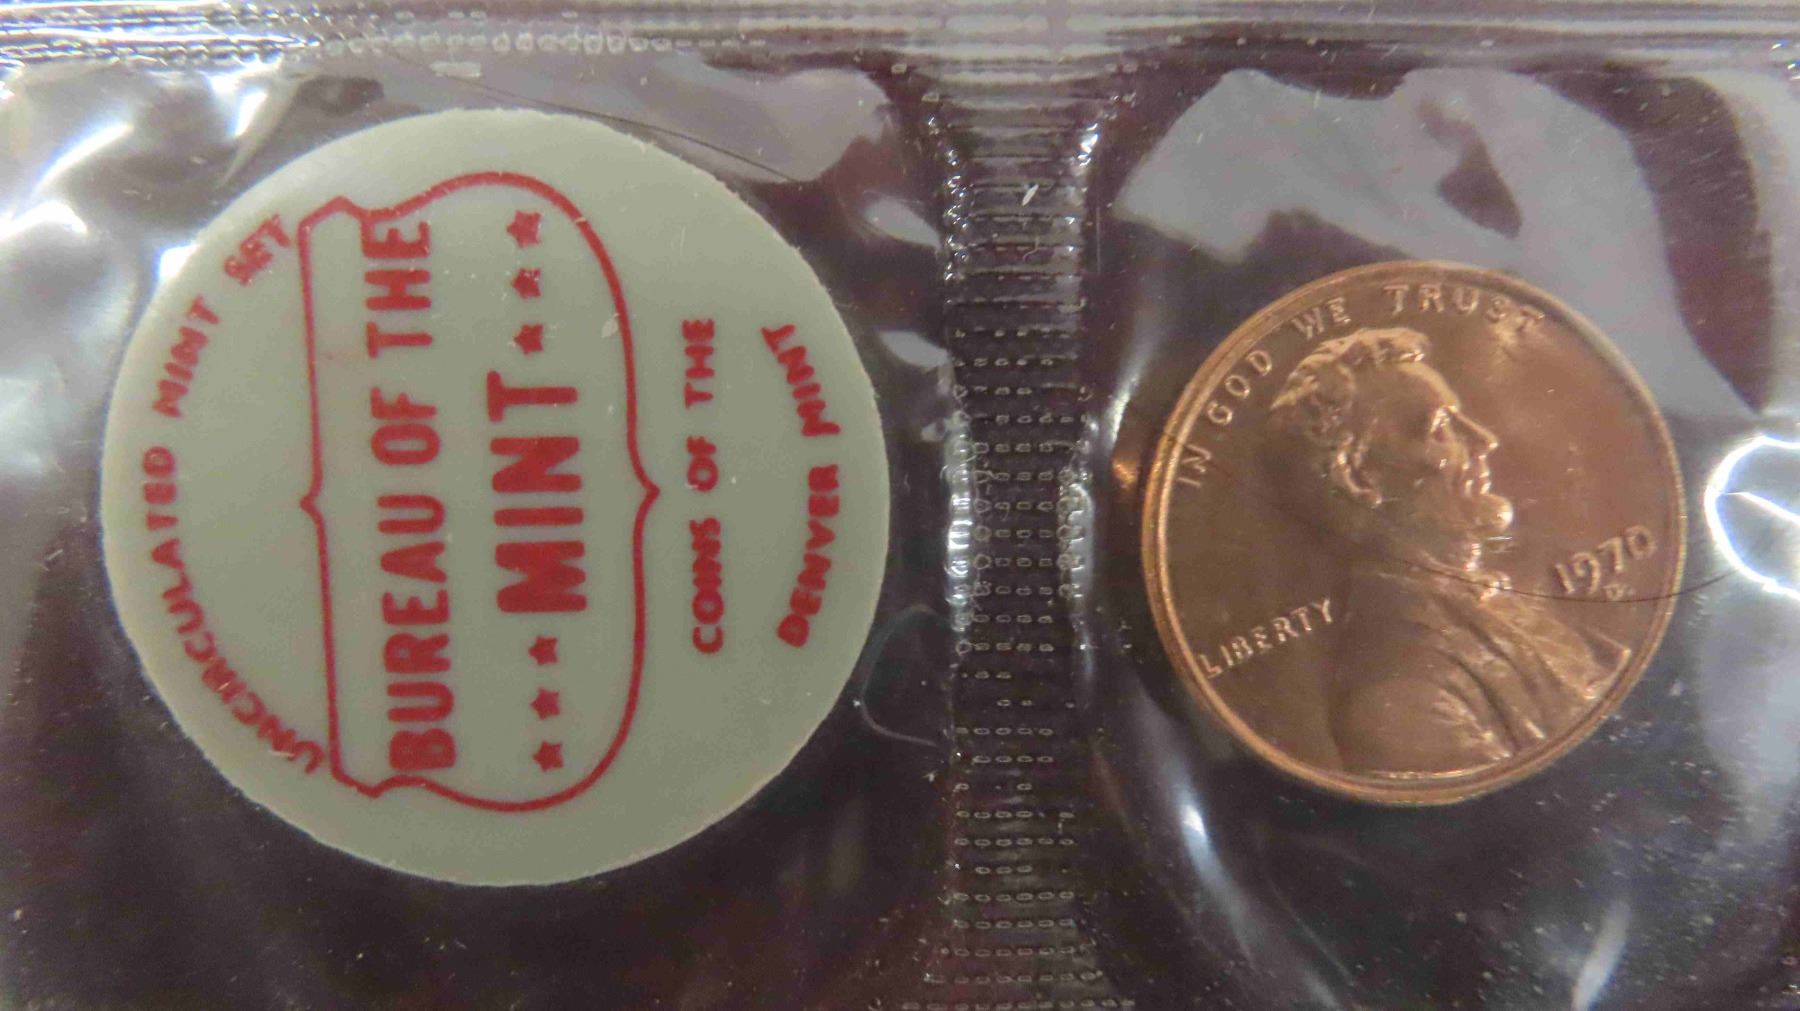 UNCIRCULATED MINT SET
BUREAU OF THE
MINT
COINS OF THE
DENVER MINT
IN GOD WE TRUST
LIBERTY
1970
D